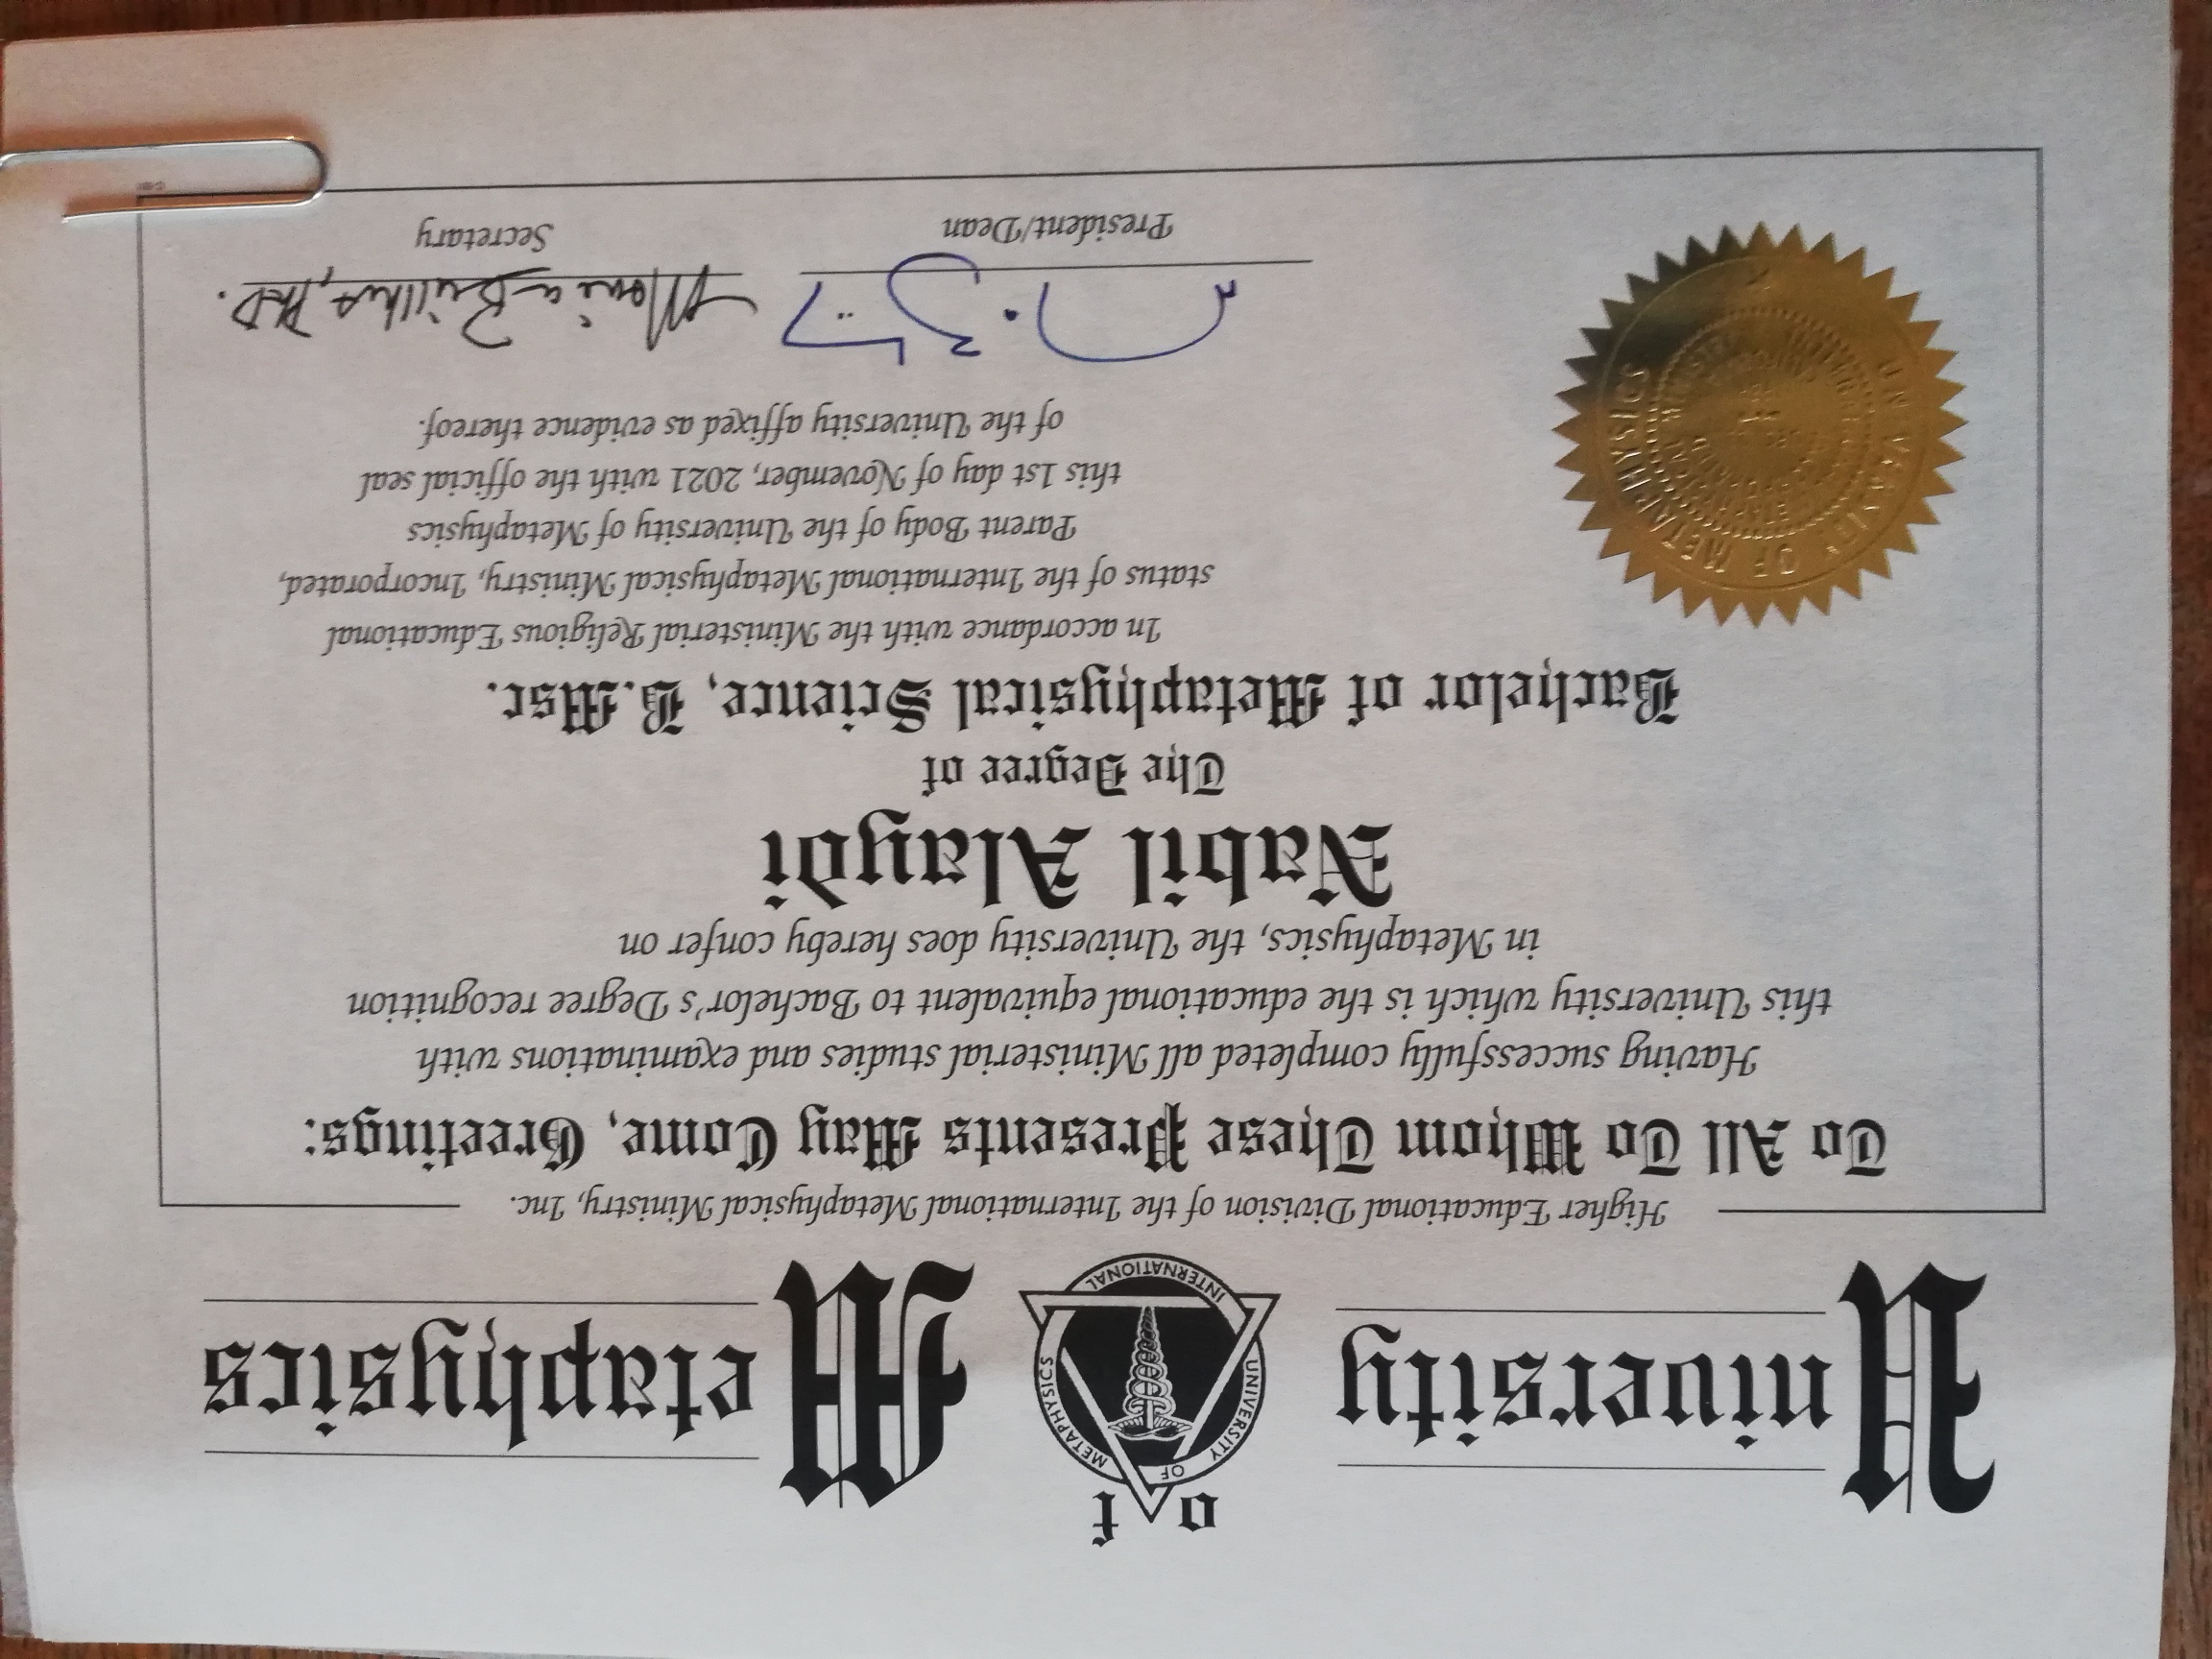 University of Metaphysics
UNIVERSITY OF METAPHYSICS
INTERNATIONAL
Higher Educational Division of the International Metaphysical Ministry, Inc.
To All To Whom These Presents May Come, Greetings:
Having successfully completed all Ministerial studies and examinations with
this University which is the educational equivalent to Bachelor's Degree recognition
in Metaphysics, the University does hereby confer on
Nabil Alaydi
The Degree of
Bachelor of Metaphysical Science, B.Msc.
In accordance with the Ministerial Religious Educational
status of the International Metaphysical Ministry, Incorporated,
Parent Body of the University of Metaphysics
this 1st day of November, 2021 with the official seal
of the University affixed as evidence thereof.
President/Dean
Secretary
OF METAPHYSICS